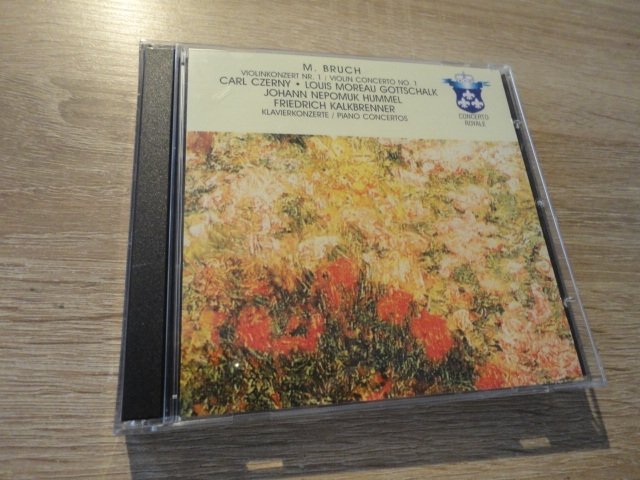 M. BRUCH
VIOLINKONZERT NR. 1 / VIOLIN CONCERTO NO. 1
CARL CZERNY • LOUIS MOREAU GOTTSCHALK
JOHANN NEPOMUK HUMMEL
FRIEDRICH KALKBRENNER
KLAVIERKONZERTE / PIANO CONCERTOS
CONCERTO
ROYALE